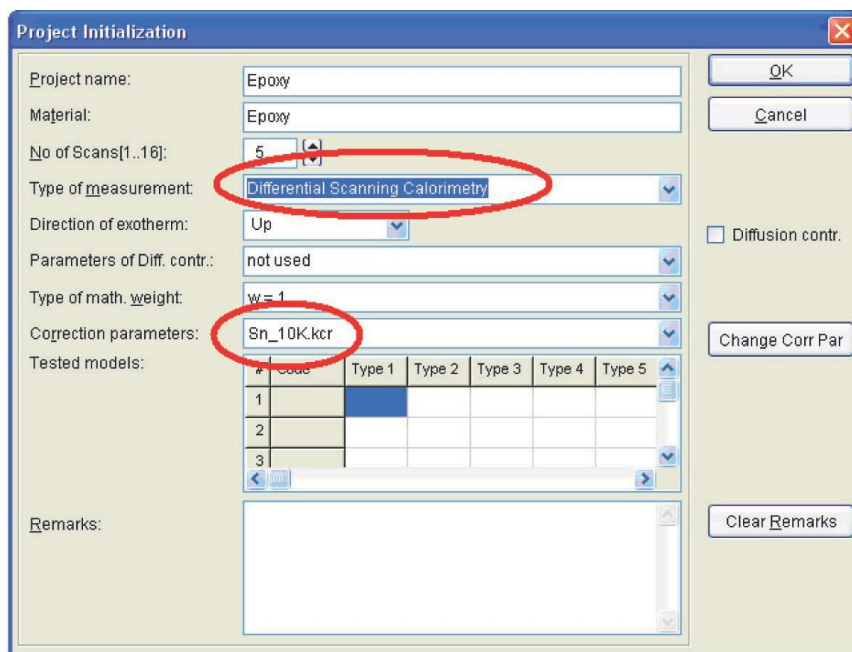 Project Initialization
Project name: Epoxy OK
Material: Epoxy Cancel
No of Scans[1..16]: 5
Type of measurement: Differential Scanning Calorimetry
Direction of exotherm: Up Diffusion contr.
Parameters of Diff. contr.: not used
Type of math. weight: w = 1
Correction parameters: Sn_10K.kcr Change Corr Par
Tested models: # Code Type 1 Type 2 Type 3 Type 4 Type 5
1
2
3
Remarks: Clear Remarks